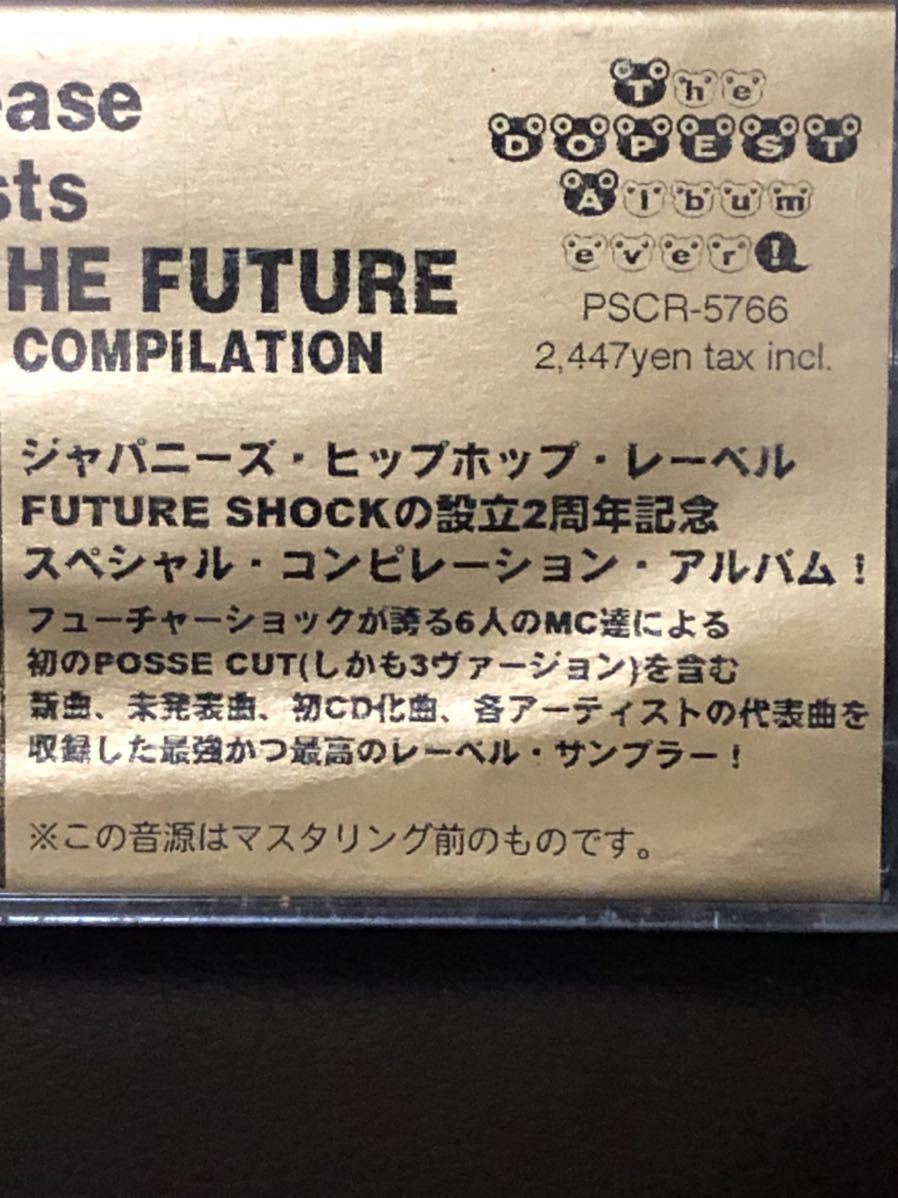 ease
sts
HE FUTURE
COMPILATION
The
DOPEST
Album
ever!
PSCR-5766
2,447yen tax incl.
ジャパニーズ・ヒップホップ・レーベル
FUTURE SHOCKの設立2周年記念
スペシャル・コンピレーション・アルバム！
フューチャーショックが誇る6人のMC達による
初のPOSSE CUT(しかも3ヴァージョン)を含む
新曲、未発表曲、初CD化曲、各アーティストの代表曲を
収録した最強かつ最高のレーベル・サンプラー！
※この音源はマスタリング前のものです。